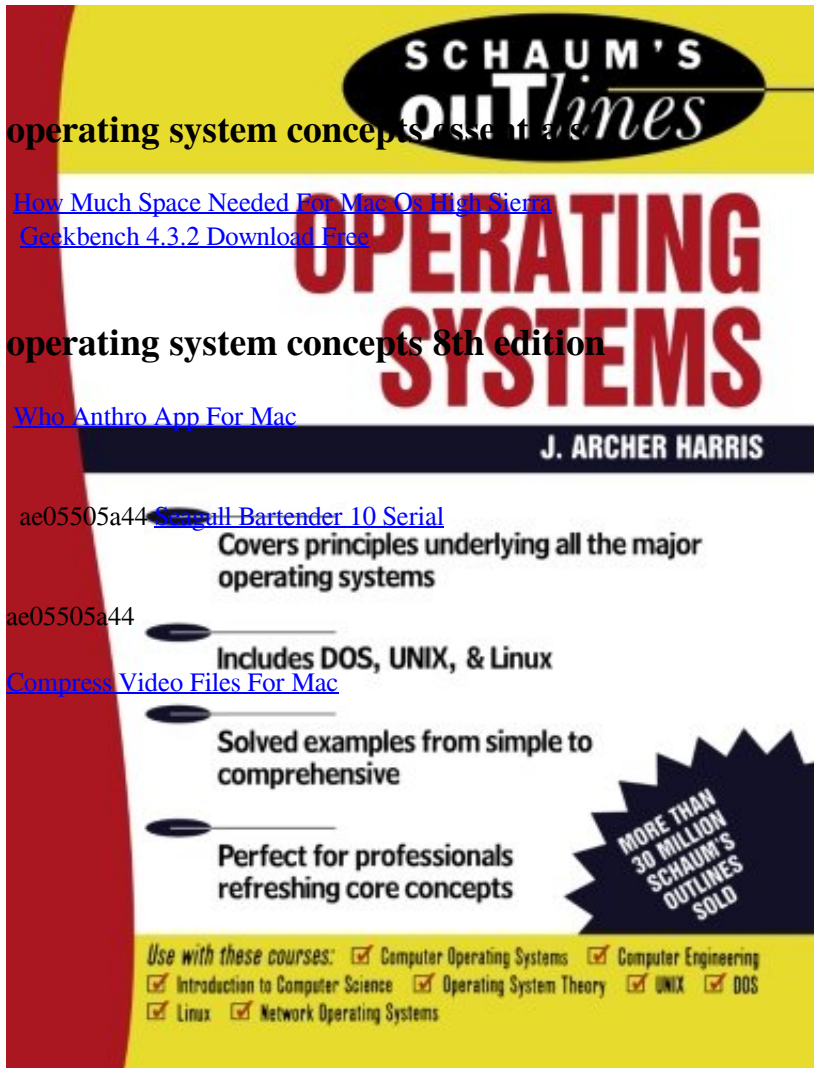 SCHAUM'S
ouTlines
operating system concepts essentials
How Much Space Needed For Mac Os High Sierra
Geekbench 4.3.2 Download Free
OPERATING
SYSTEMS
operating system concepts 8th edition
Who Anthro App For Mac
J. ARCHER HARRIS
ae05505a44 Seagull Bartender 10 Serial
Covers principles underlying all the major
operating systems
ae05505a44
Includes DOS, UNIX, & Linux
Compress Video Files For Mac
Solved examples from simple to
comprehensive
MORE THAN
30 MILLION
SCHAUM'S
OUTLINES
SOLD
Perfect for professionals
refreshing core concepts
Use with these courses: Computer Operating Systems Computer Engineering
Introduction to Computer Science Operating System Theory UNIX DOS
Linux Network Operating Systems